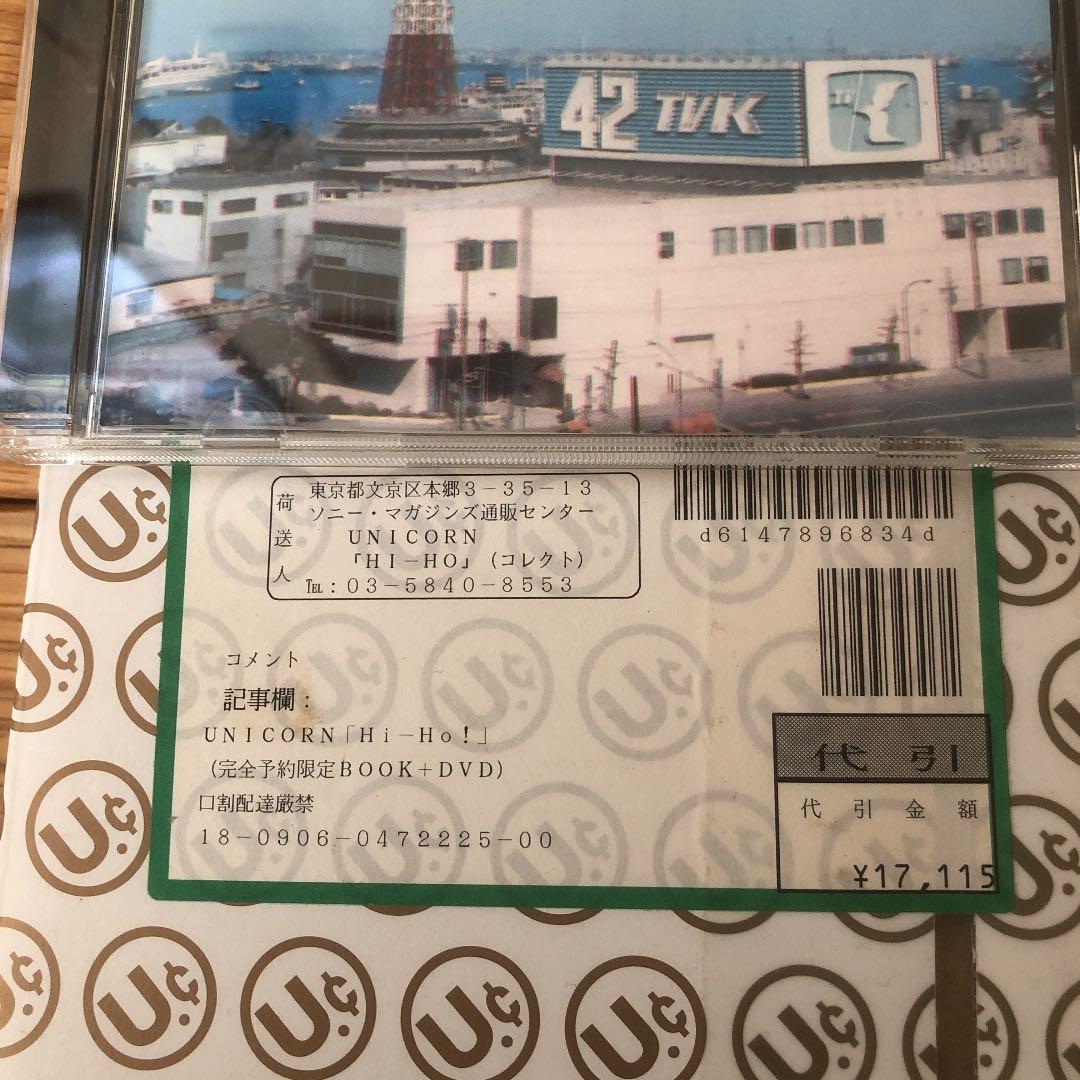 42 TVK
荷送人
東京都文京区本郷3-35-13
ソニー・マガジンズ通販センター
UNICORN
「HI-HO」(コレクト)
TEL:03-5840-8553
d6147896834d
コメント
記事欄:
UNICORN「Hi-Ho!」
(完全予約限定BOOK+DVD)
口割配達厳禁
18-0906-0472225-00
代引
代引金額
¥17,115